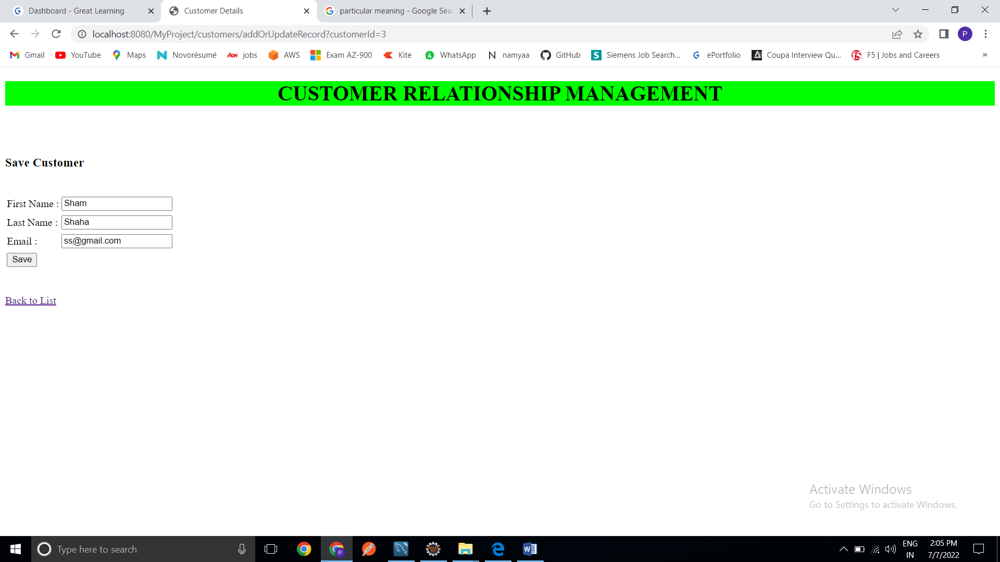 Dashboard - Great Learning
Customer Details
particular meaning - Google Sear
localhost:8080/MyProject/customers/addOrUpdateRecord?customerId=3
P
Gmail YouTube Maps Novorésumé AON jobs AWS Exam AZ-900 Kite 4 WhatsApp N namyaa GitHub S Siemens Job Search... G ePortfolio Coupa Interview Qu... F5 | Jobs and Careers »
CUSTOMER RELATIONSHIP MANAGEMENT
Save Customer
First Name : Sham
Last Name : Shaha
Email : ss@gmail.com
Save
Back to List
Activate Windows
Go to Settings to activate Windows.
Type here to search
ENG
IN
2:05 PM
7/7/2022